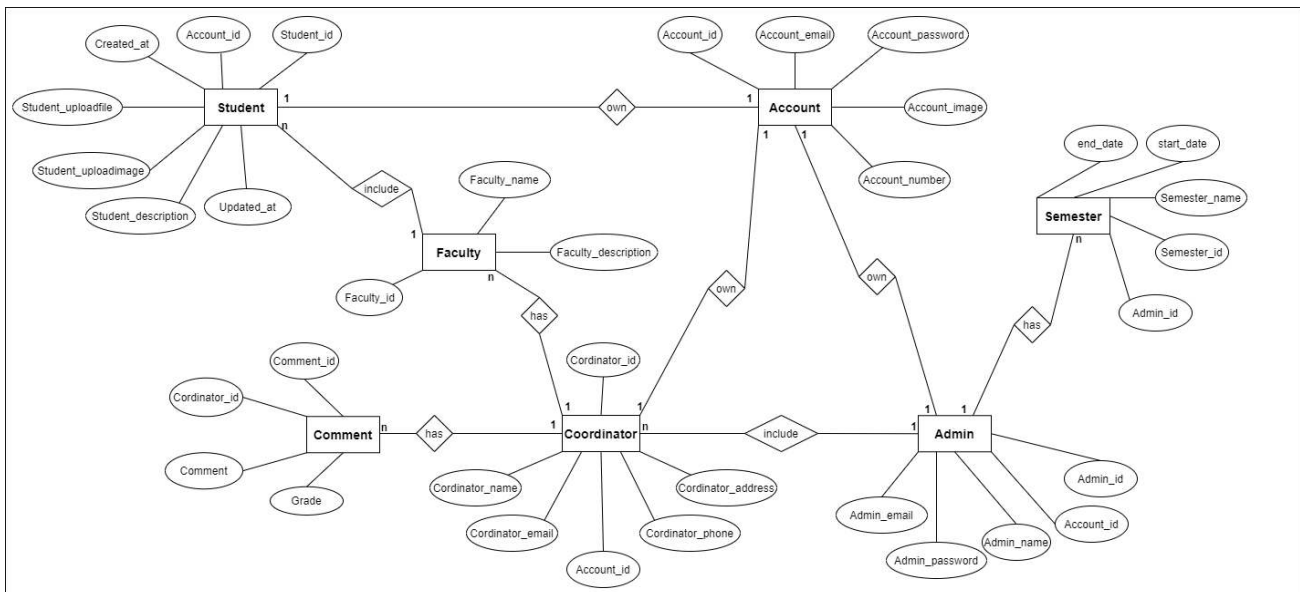 Created_at
Account_id
Student_id
Student_uploadfile
Student
Student_uploadimage
Student_description
Updated_at
1
n
own
1
Account_id
Account_email
Account_password
Account
Account_image
Account_number
1
1
include
1
Faculty_name
Faculty
Faculty_description
Faculty_id
n
has
1
own
1
own
1
end_date
start_date
Semester
Semester_name
Semester_id
Admin_id
n
has
1
Comment_id
Cordinator_id
Comment
Comment
Grade
n
has
1
Cordinator_id
Coordinator
Cordinator_name
Cordinator_email
Account_id
Cordinator_phone
Cordinator_address
n
include
1
Admin
Admin_email
Admin_password
Admin_name
Account_id
Admin_id